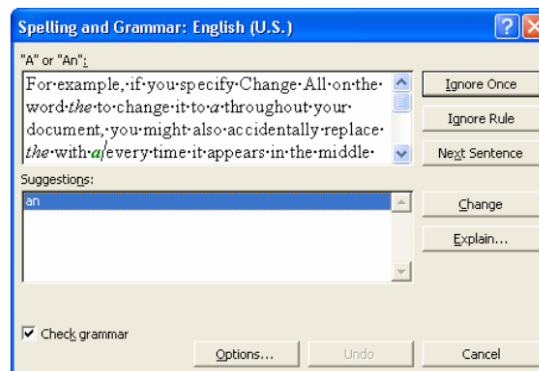 Spelling and Grammar: English (U.S.)
"A" or "An":
For·example,·if·you·specify·Change·All·on·the·
word·the·to·change·it·to·a·throughout·your·
document,·you·might·also·accidentally·replace·
the·with·a/every·time·it·appears·in·the·middle·
Ignore Once
Ignore Rule
Next Sentence
Suggestions:
an
Change
Explain...
Check grammar
Options...
Undo
Cancel